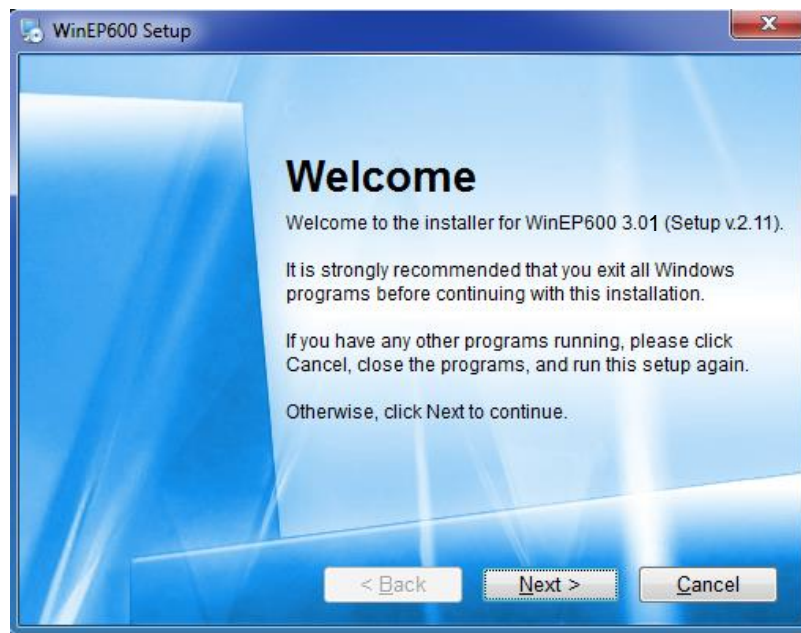 WinEP600 Setup
Welcome
Welcome to the installer for WinEP600 3.01 (Setup v.2.11).
It is strongly recommended that you exit all Windows
programs before continuing with this installation.
If you have any other programs running, please click
Cancel, close the programs, and run this setup again.
Otherwise, click Next to continue.
< Back Next > Cancel